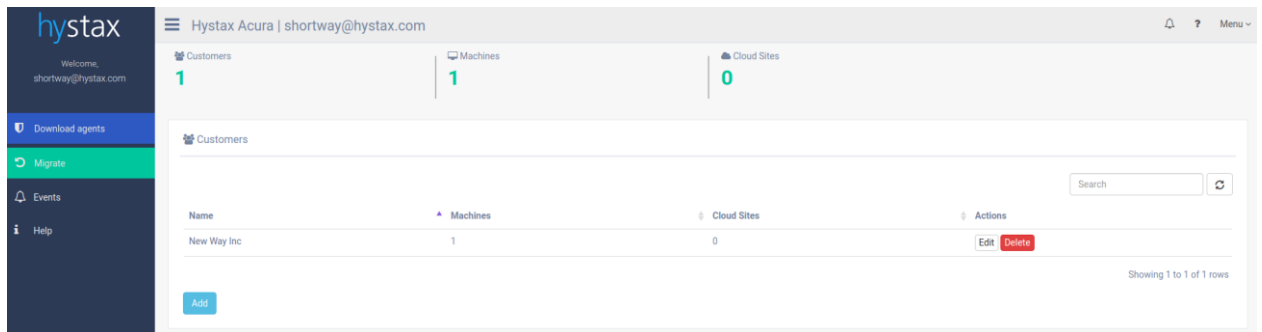 hystax
Hystax Acura | shortway@hystax.com
? Menu
Welcome,
shortway@hystax.com
Customers Machines Cloud Sites
1 1 0
Download agents
Migrate
Events
Help
Customers
Search
Name Machines Cloud Sites Actions
New Way Inc 1 0 Edit Delete
Showing 1 to 1 of 1 rows
Add